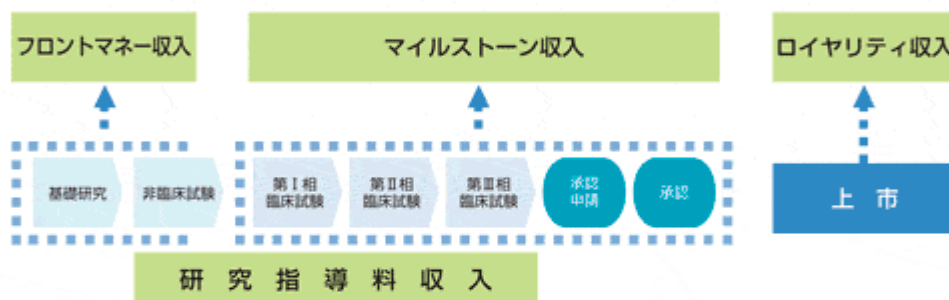 フロントマネー収入
マイルストーン収入
ロイヤリティ収入
基礎研究
非臨床試験
第Ⅰ相
臨床試験
第Ⅱ相
臨床試験
第Ⅲ相
臨床試験
承認
申請
承認
上 市
研 究 指 導 料 収 入